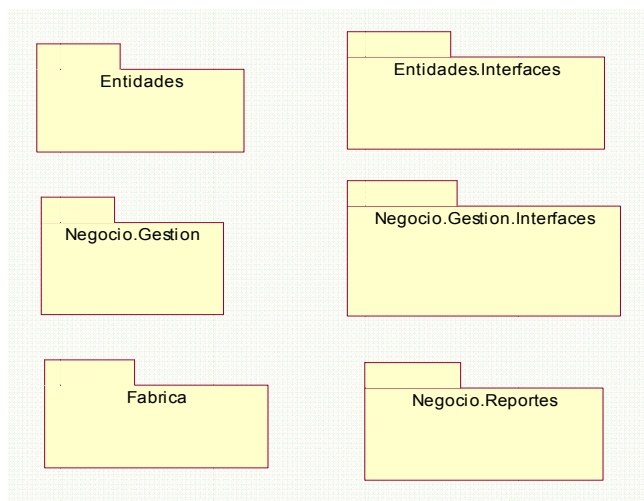 Entidades
Entidades.Interfaces
Negocio.Gestion
Negocio.Gestion.Interfaces
Fabrica
Negocio.Reportes